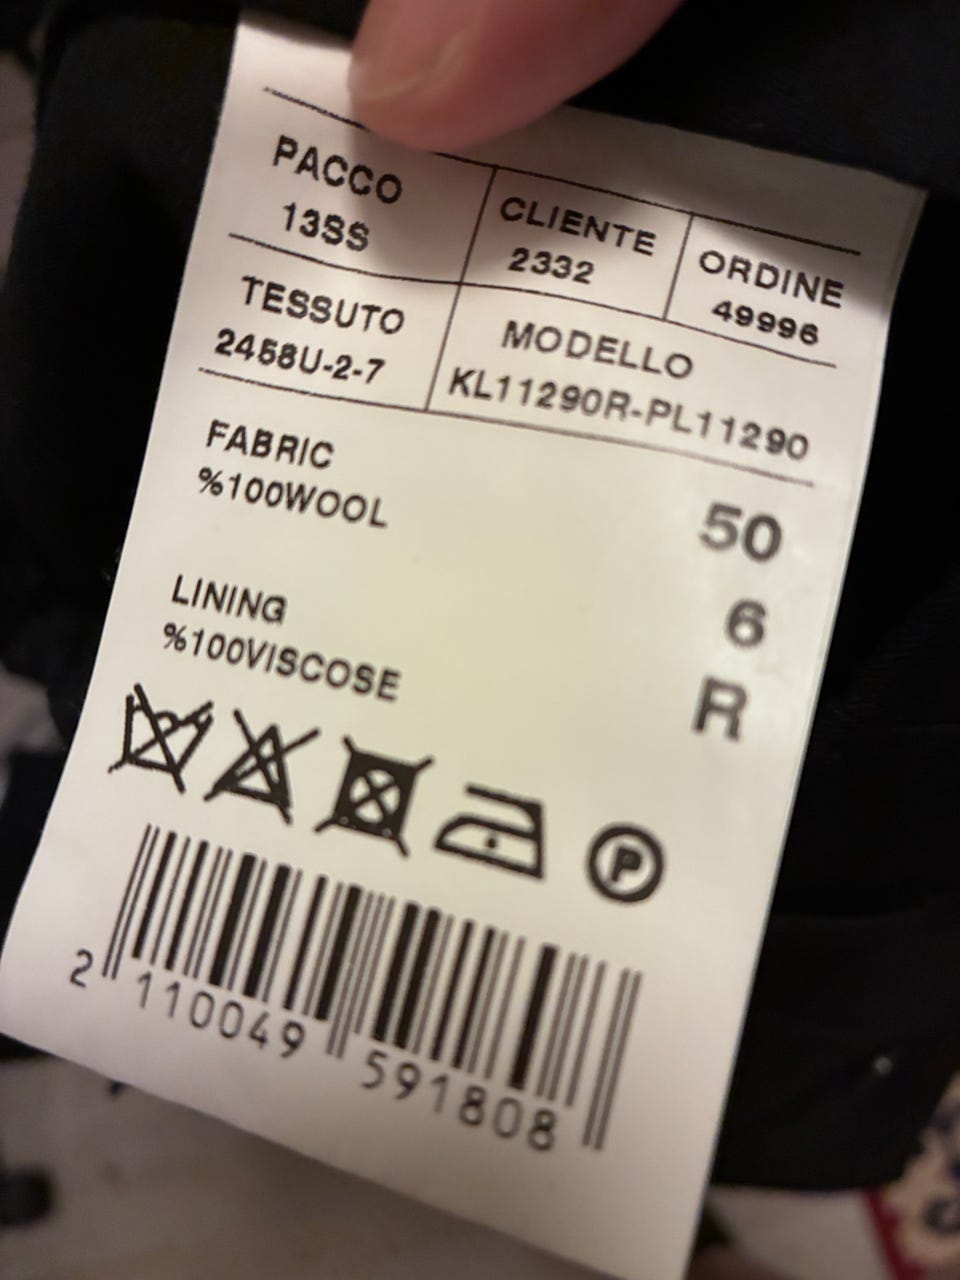 PACCO
13SS
CLIENTE
2332
ORDINE
49996
TESSUTO
2458U-2-7
MODELLO
KL11290R-PL11290
FABRIC
%100WOOL
50
6
R
LINING
%100VISCOSE
P
2 110049 591808